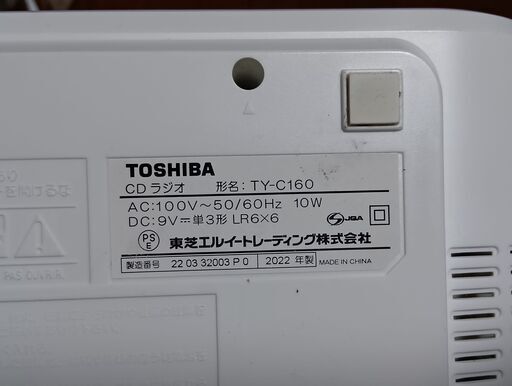 TOSHIBA
CDラジオ 形名:TY-C160
AC:100V～50/60Hz 10W
DC:9V⎓単3形 LR6×6
JQA
PS
E
東芝エルイートレーディング株式会社
製造番号 22 03 32003 P 0 2022 年製 MADE IN CHINA
PAS OUVRIR.